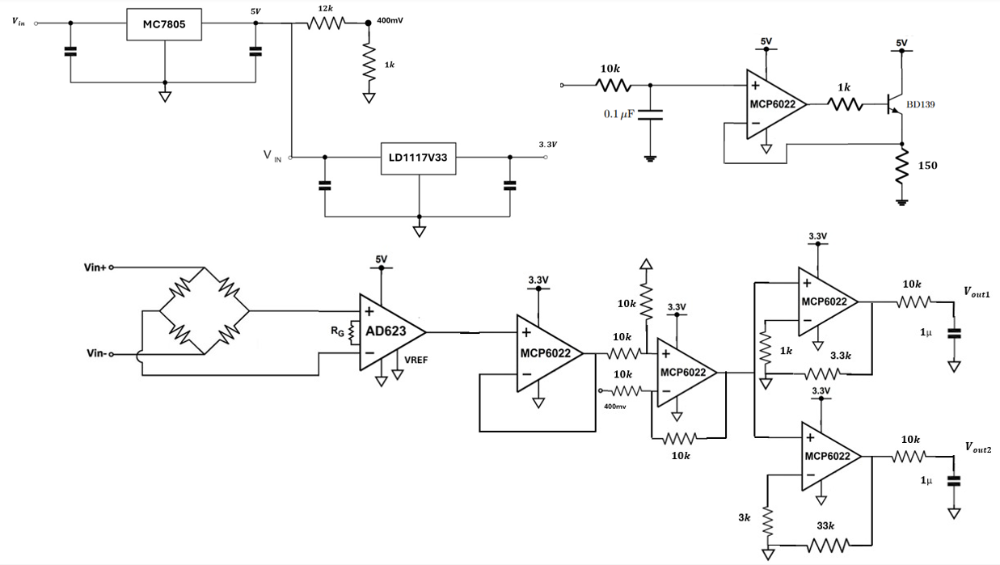 V_in
MC7805
5V
12k
400mV
1k
V IN
LD1117V33
3.3V
10k
0.1 μF
5V
+
MCP6022
−
1k
5V
BD139
150
Vin+
Vin-
5V
+
R_G
AD623
−
VREF
3.3V
+
MCP6022
−
10k
10k
10k
400mv
3.3V
+
MCP6022
−
10k
3.3V
+
MCP6022
−
1k
3.3k
10k
V_out1
1μ
3.3V
+
MCP6022
−
3k
33k
10k
V_out2
1μ